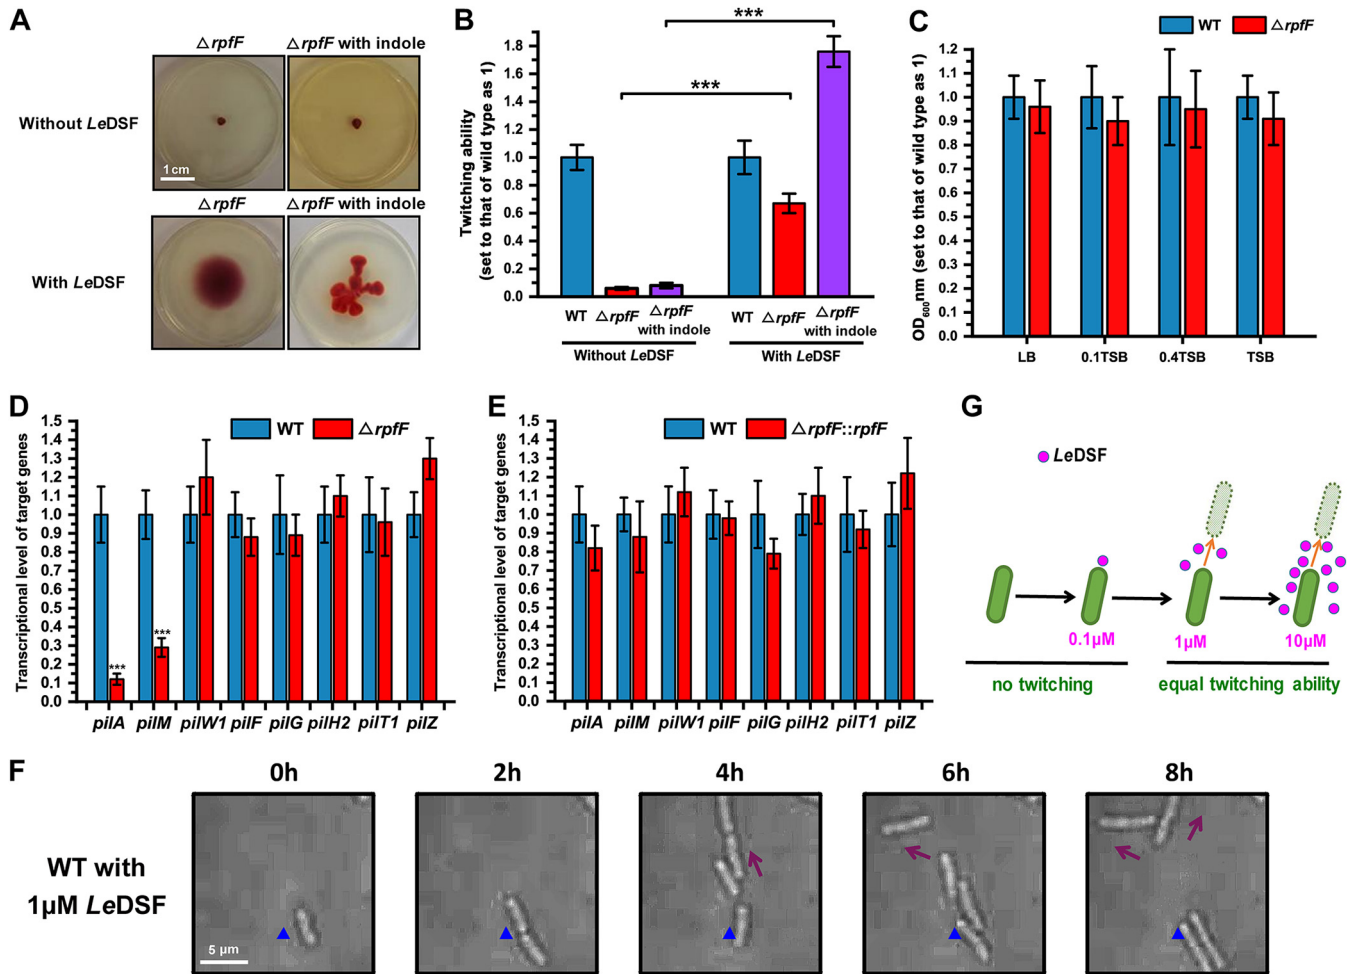 A
△rpfF
△rpfF with indole
Without LeDSF
1 cm
△rpfF
△rpfF with indole
With LeDSF
B
Twitching ability
(set to that of wild type as 1)
1.8
1.6
1.4
1.2
1.0
0.8
0.6
0.4
0.2
0.0
***
***
WT
△rpfF
△rpfF
with indole
WT
△rpfF
△rpfF
with indole
Without LeDSF
With LeDSF
C
WT
△rpfF
OD600nm (set to that of wild type as 1)
1.2
1.1
1.0
0.9
0.8
0.7
0.6
0.5
0.4
0.3
0.2
0.1
0.0
LB
0.1TSB
0.4TSB
TSB
D
WT
△rpfF
Transcriptional level of target genes
1.5
1.4
1.3
1.2
1.1
1.0
0.9
0.8
0.7
0.6
0.5
0.4
0.3
0.2
0.1
0.0
***
***
pilA
pilM
pilW1
pilF
pilG
pilH2
pilT1
pilZ
E
WT
△rpfF::rpfF
Transcriptional level of target genes
1.5
1.4
1.3
1.2
1.1
1.0
0.9
0.8
0.7
0.6
0.5
0.4
0.3
0.2
0.1
0.0
pilA
pilM
pilW1
pilF
pilG
pilH2
pilT1
pilZ
G
LeDSF
0.1μM
1μM
10μM
no twitching
equal twitching ability
F
0h
2h
4h
6h
8h
WT with
1μM LeDSF
5 μm